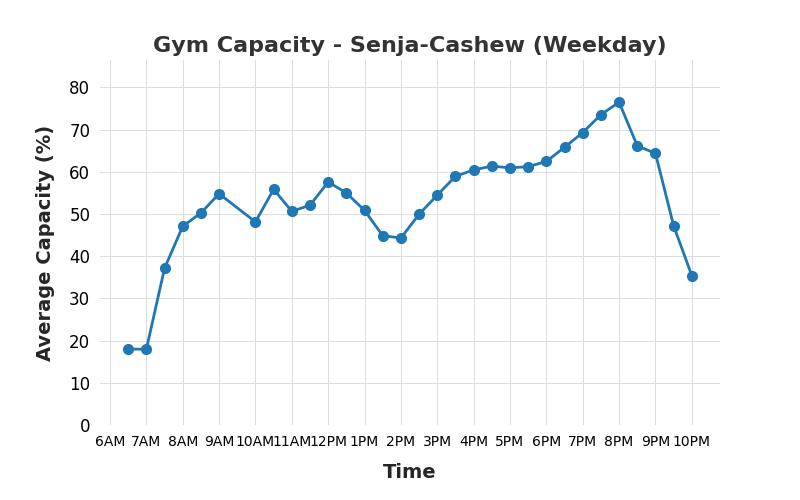 Gym Capacity - Senja-Cashew (Weekday)
Average Capacity (%)
80
70
60
50
40
30
20
10
0
6AM 7AM 8AM 9AM 10AM 11AM 12PM 1PM 2PM 3PM 4PM 5PM 6PM 7PM 8PM 9PM 10PM
Time